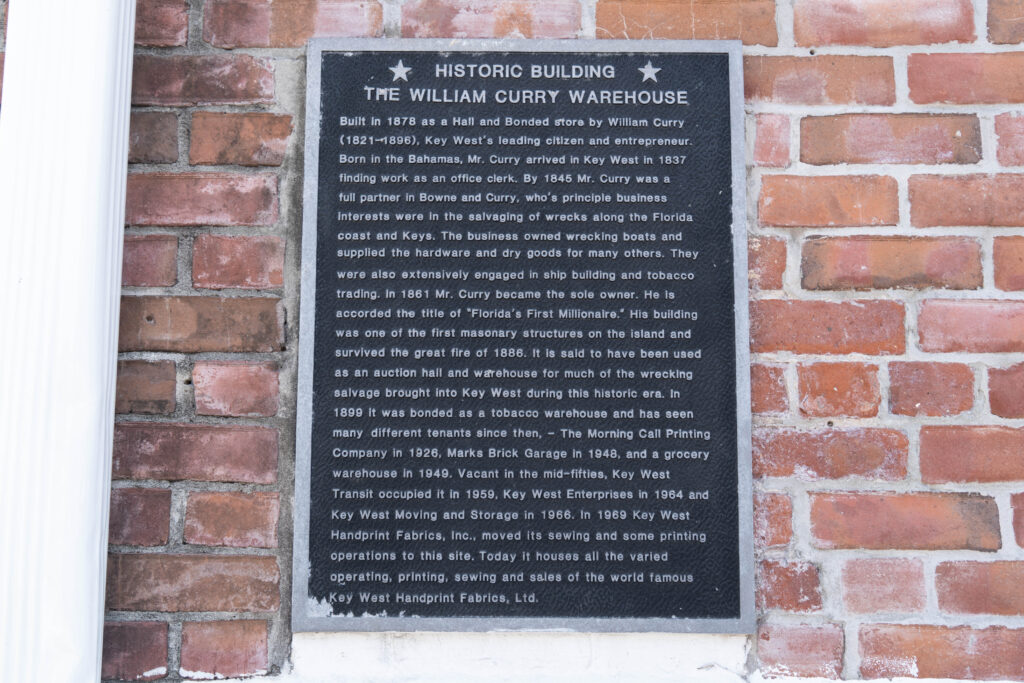 ★ HISTORIC BUILDING ★
THE WILLIAM CURRY WAREHOUSE
Built in 1878 as a Hall and Bonded store by William Curry
(1821-1896), Key West's leading citizen and entrepreneur.
Born in the Bahamas, Mr. Curry arrived in Key West in 1837
finding work as an office clerk. By 1845 Mr. Curry was a
full partner in Bowne and Curry, who's principle business
interests were in the salvaging of wrecks along the Florida
coast and Keys. The business owned wrecking boats and
supplied the hardware and dry goods for many others. They
were also extensively engaged in ship building and tobacco
trading. In 1861 Mr. Curry became the sole owner. He is
accorded the title of "Florida's First Millionaire." His building
was one of the first masonary structures on the island and
survived the great fire of 1886. It is said to have been used
as an auction hall and warehouse for much of the wrecking
salvage brought into Key West during this historic era. In
1899 it was bonded as a tobacco warehouse and has seen
many different tenants since then, - The Morning Call Printing
Company in 1926, Marks Brick Garage in 1948, and a grocery
warehouse in 1949. Vacant in the mid-fifties, Key West
Transit occupied it in 1959, Key West Enterprises in 1964 and
Key West Moving and Storage in 1966. In 1969 Key West
Handprint Fabrics, Inc., moved its sewing and some printing
operations to this site. Today it houses all the varied
operating, printing, sewing and sales of the world famous
Key West Handprint Fabrics, Ltd.